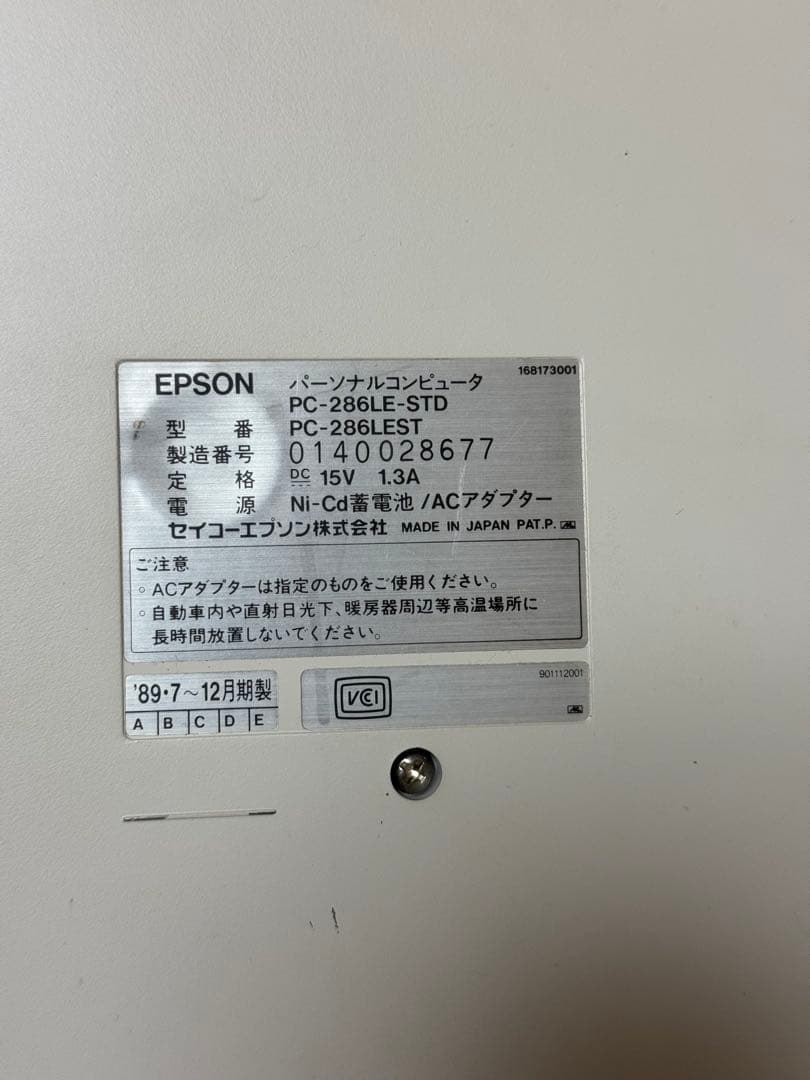 168173001
EPSON パーソナルコンピュータ
PC-286LE-STD
型 番 PC-286LEST
製造番号 0140028677
定 格 DC 15V 1.3A
電 源 Ni-Cd蓄電池/ACアダプター
セイコーエプソン株式会社 MADE IN JAPAN PAT.P.
ご注意
○ ACアダプターは指定のものをご使用ください。
○ 自動車内や直射日光下、暖房器周辺等高温場所に
長時間放置しないでください。
'89・7〜12月期製
A B C D E
VCI
901112001